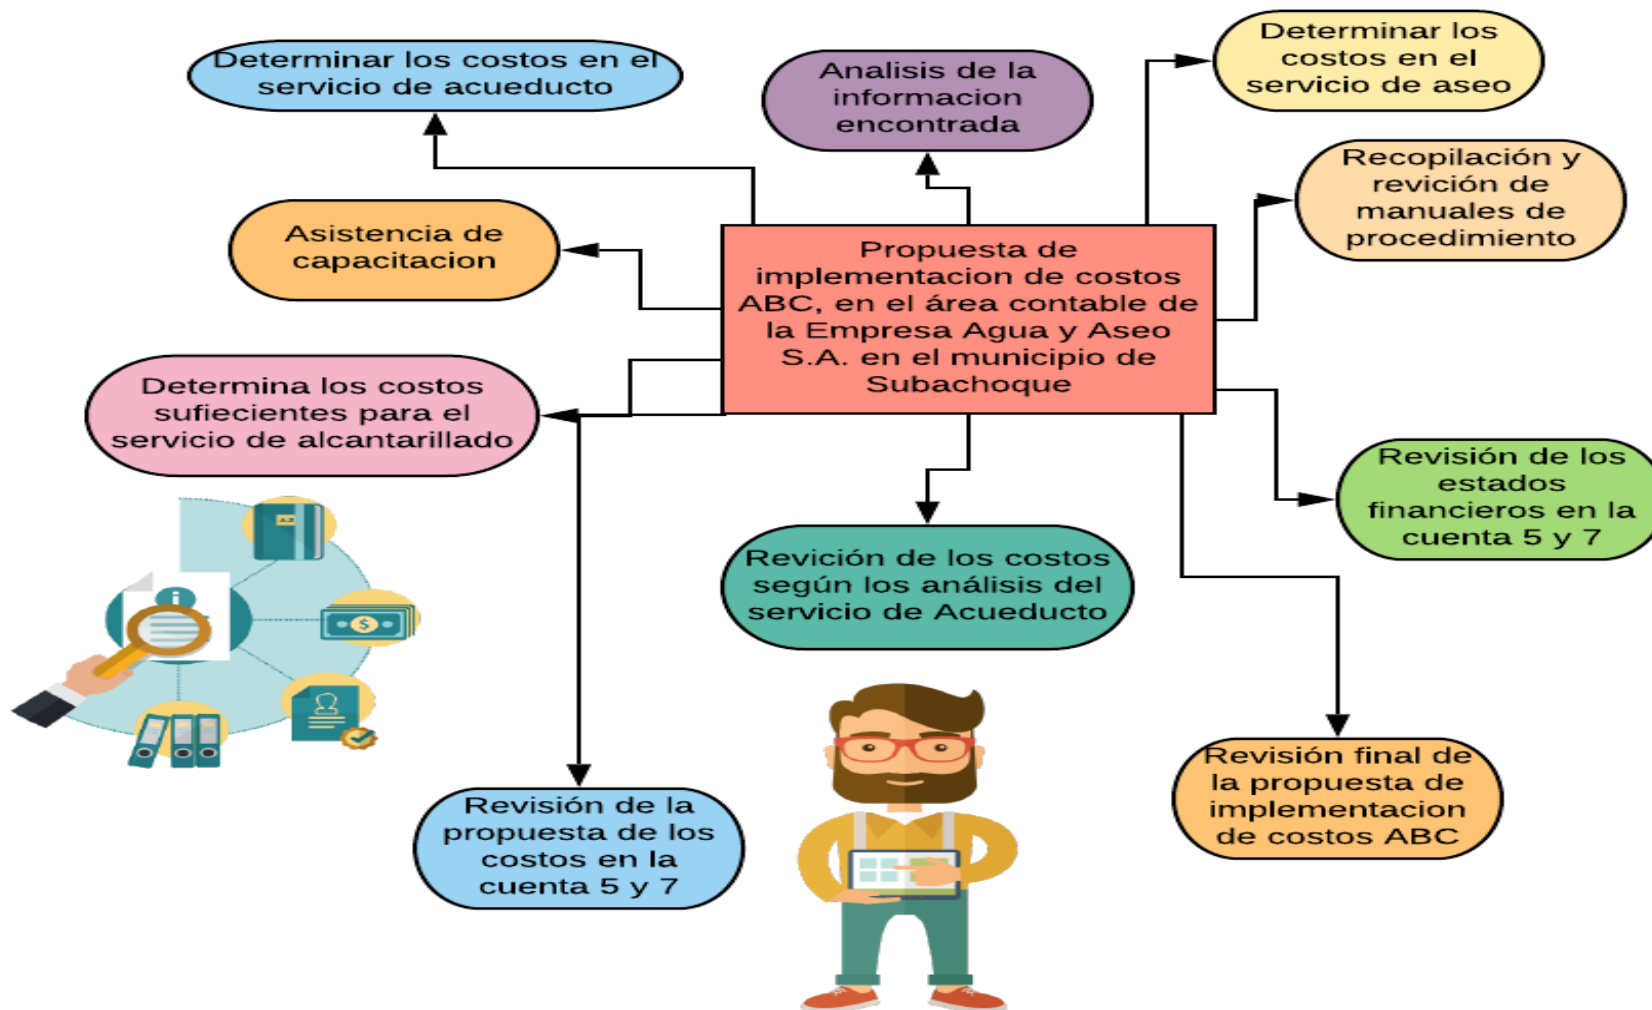 Determinar los costos en el
servicio de acueducto
Analisis de la
informacion
encontrada
Determinar los
costos en el
servicio de aseo
Recopilación y
revición de
manuales de
procedimiento
Asistencia de
capacitacion
Propuesta de
implementacion de costos
ABC, en el área contable de
la Empresa Agua y Aseo
S.A. en el municipio de
Subachoque
Determina los costos
sufiecientes para el
servicio de alcantarillado
Revisión de los
estados
financieros en la
cuenta 5 y 7
Revición de los costos
según los análisis del
servicio de Acueducto
Revisión de la
propuesta de los
costos en la
cuenta 5 y 7
Revisión final de
la propuesta de
implementacion
de costos ABC